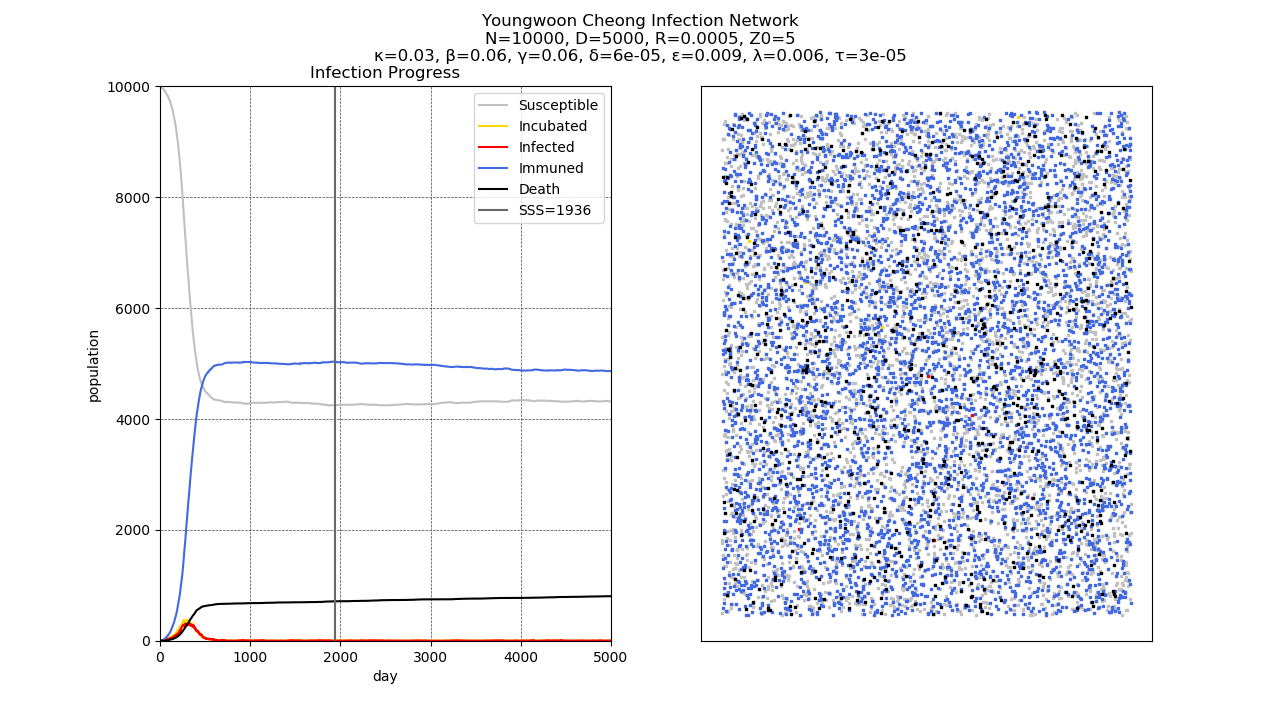 Youngwoon Cheong Infection Network
N=10000, D=5000, R=0.0005, Z0=5
κ=0.03, β=0.06, γ=0.06, δ=6e-05, ε=0.009, λ=0.006, τ=3e-05
Infection Progress
10000
8000
6000
4000
2000
0
population
Susceptible
Incubated
Infected
Immuned
Death
SSS=1936
0 1000 2000 3000 4000 5000
day